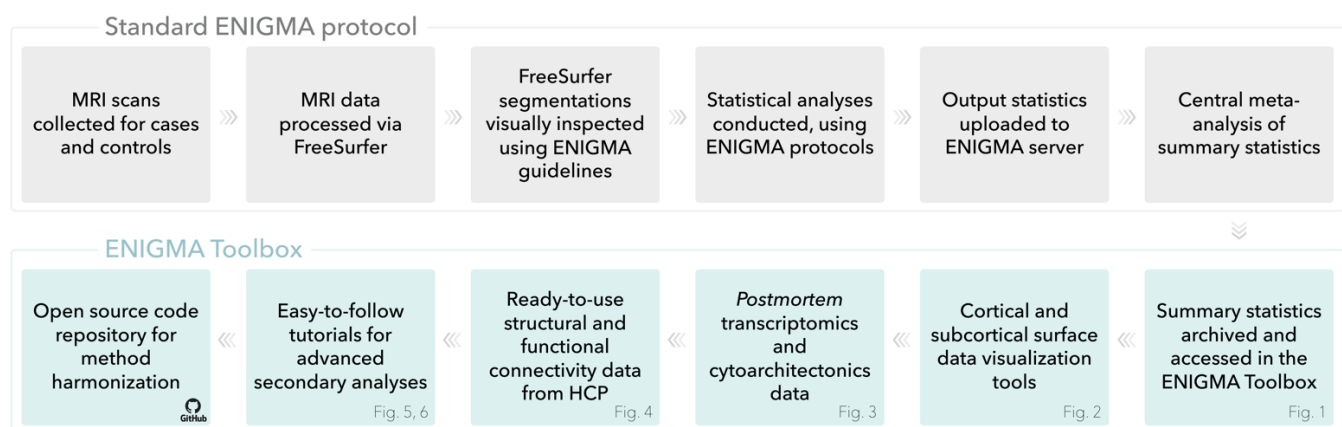 Standard ENIGMA protocol
MRI scans
collected for cases
and controls
MRI data
processed via
FreeSurfer
FreeSurfer
segmentations
visually inspected
using ENIGMA
guidelines
Statistical analyses
conducted, using
ENIGMA protocols
Output statistics
uploaded to
ENIGMA server
Central meta-
analysis of
summary statistics
ENIGMA Toolbox
Open source code
repository for
method
harmonization
GitHub
Easy-to-follow
tutorials for
advanced
secondary analyses
Fig. 5, 6
Ready-to-use
structural and
functional
connectivity data
from HCP
Fig. 4
Postmortem
transcriptomics
and
cytoarchitectonics
data
Fig. 3
Cortical and
subcortical surface
data visualization
tools
Fig. 2
Summary statistics
archived and
accessed in the
ENIGMA Toolbox
Fig. 1